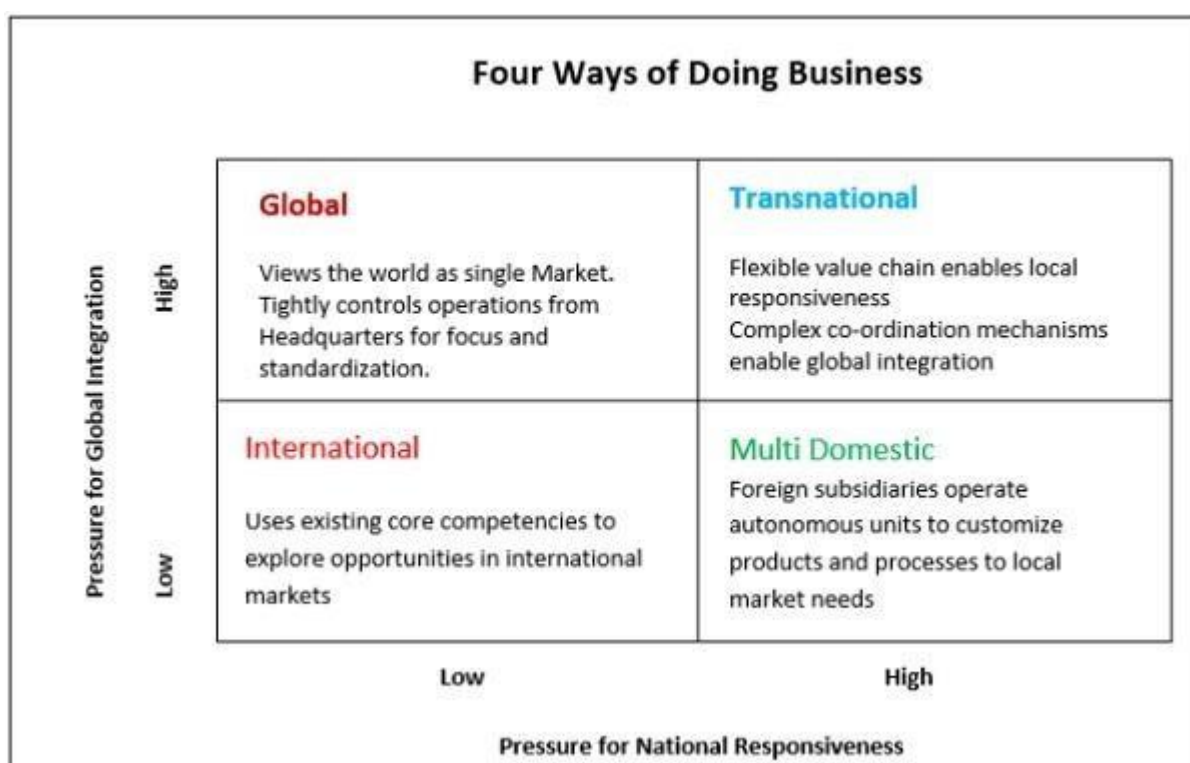 Four Ways of Doing Business
Pressure for Global Integration
High
Low
Global
Views the world as single Market.
Tightly controls operations from
Headquarters for focus and
standardization.
Transnational
Flexible value chain enables local
responsiveness
Complex co-ordination mechanisms
enable global integration
International
Uses existing core competencies to
explore opportunities in international
markets
Multi Domestic
Foreign subsidiaries operate
autonomous units to customize
products and processes to local
market needs
Low
High
Pressure for National Responsiveness